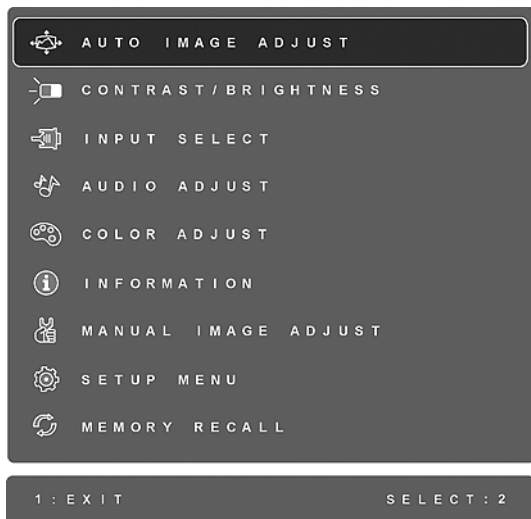 AUTO IMAGE ADJUST
CONTRAST/BRIGHTNESS
INPUT SELECT
AUDIO ADJUST
COLOR ADJUST
INFORMATION
MANUAL IMAGE ADJUST
SETUP MENU
MEMORY RECALL
1:EXIT SELECT:2